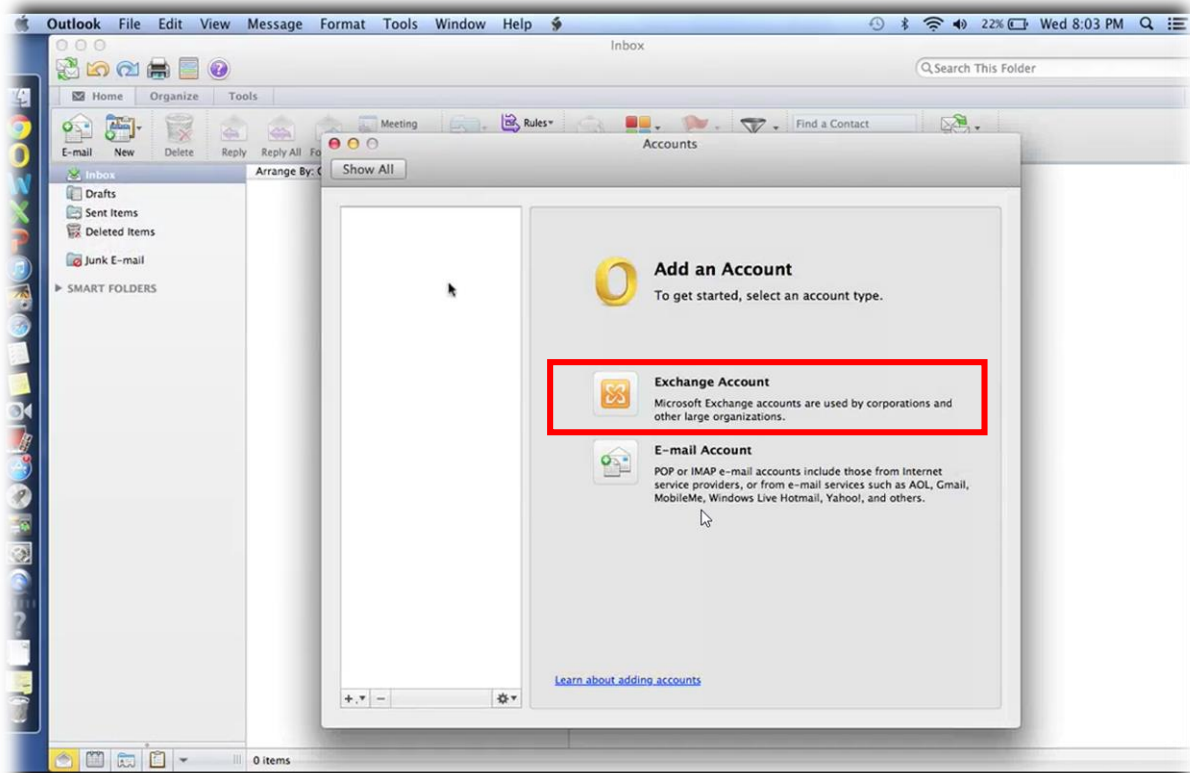 Outlook File Edit View Message Format Tools Window Help 22% Wed 8:03 PM
Inbox
Search This Folder
Home Organize Tools
Meeting Rules Find a Contact
E-mail New Delete Reply Reply All
Accounts
Show All
Inbox
Arrange By:
Drafts
Sent Items
Deleted Items
Junk E-mail
SMART FOLDERS
Add an Account
To get started, select an account type.
Exchange Account
Microsoft Exchange accounts are used by corporations and
other large organizations.
E-mail Account
POP or IMAP e-mail accounts include those from Internet
service providers, or from e-mail services such as AOL, Gmail,
MobileMe, Windows Live Hotmail, Yahoo!, and others.
Learn about adding accounts
0 items